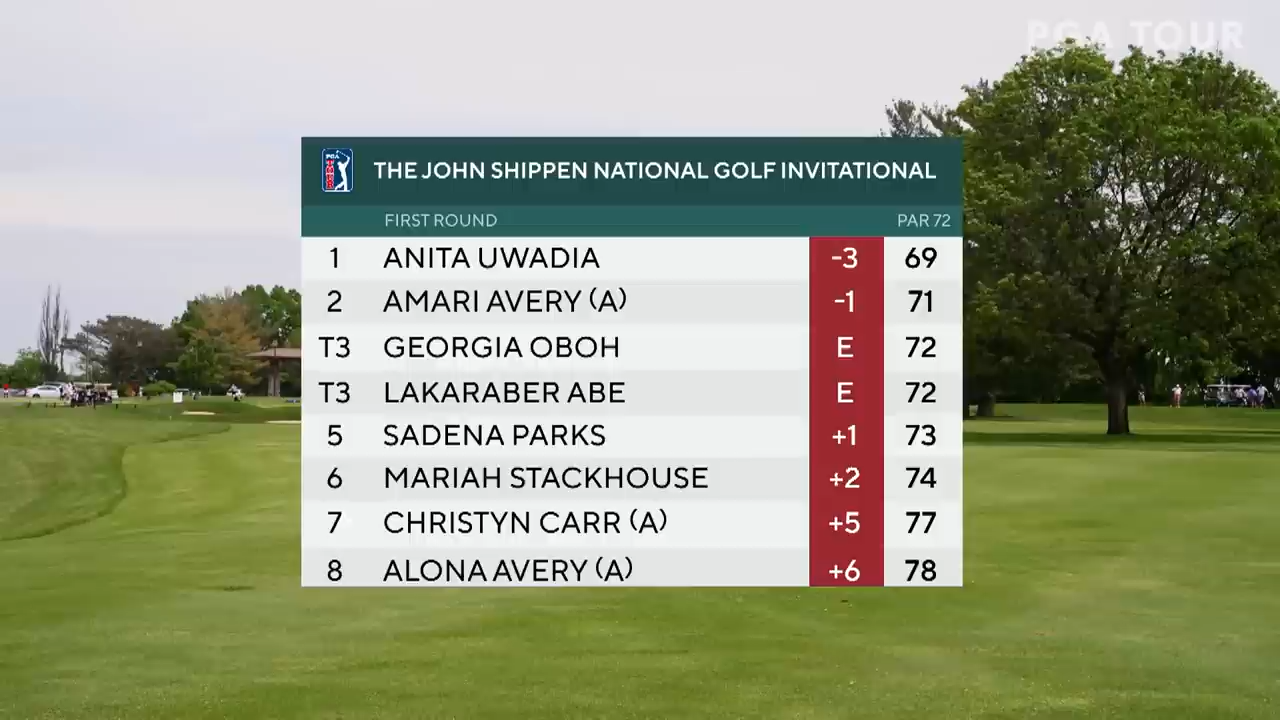 PGA TOUR
PGA TOUR
THE JOHN SHIPPEN NATIONAL GOLF INVITATIONAL
FIRST ROUND PAR 72
1 ANITA UWADIA -3 69
2 AMARI AVERY (A) -1 71
T3 GEORGIA OBOH E 72
T3 LAKARABER ABE E 72
5 SADENA PARKS +1 73
6 MARIAH STACKHOUSE +2 74
7 CHRISTYN CARR (A) +5 77
8 ALONA AVERY (A) +6 78